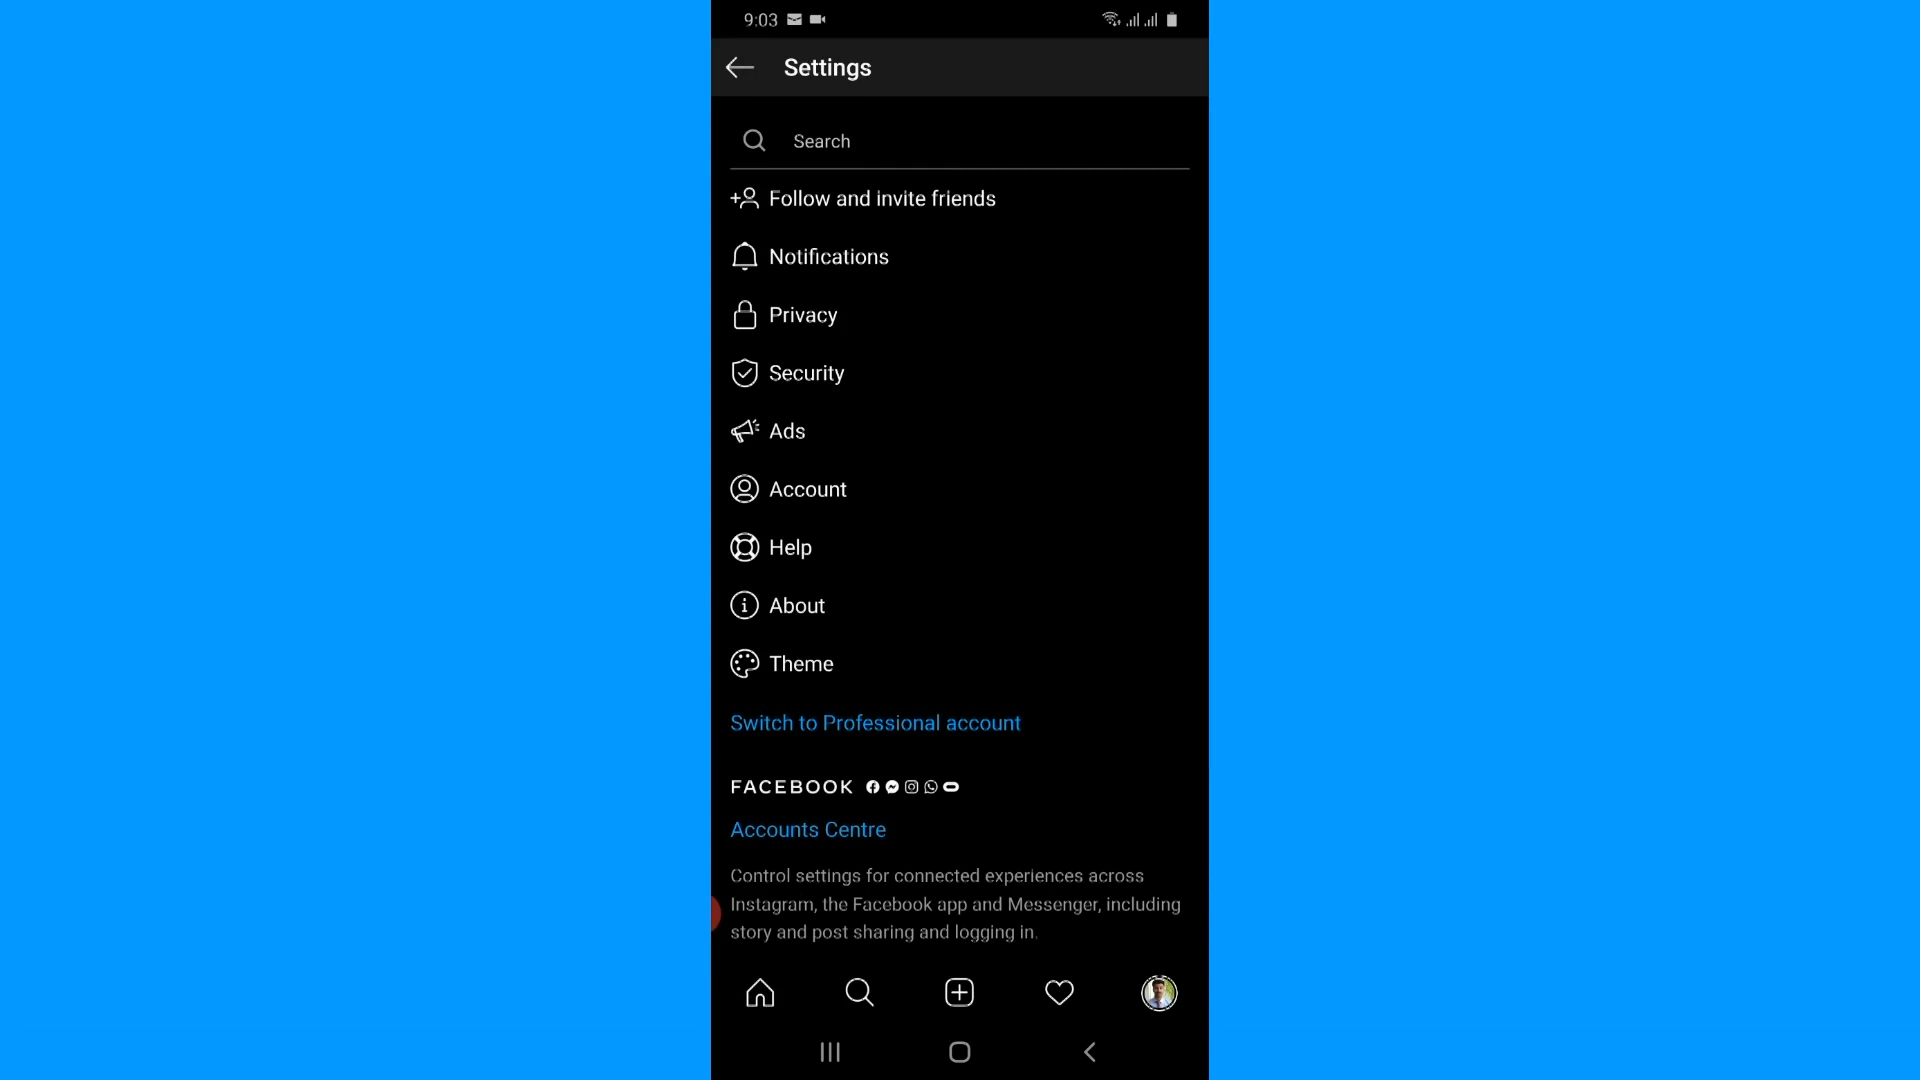 9:03
Settings
Search
Follow and invite friends
Notifications
Privacy
Security
Ads
Account
Help
About
Theme
Switch to Professional account
FACEBOOK
Accounts Centre
Control settings for connected experiences across
Instagram, the Facebook app and Messenger, including
story and post sharing and logging in.